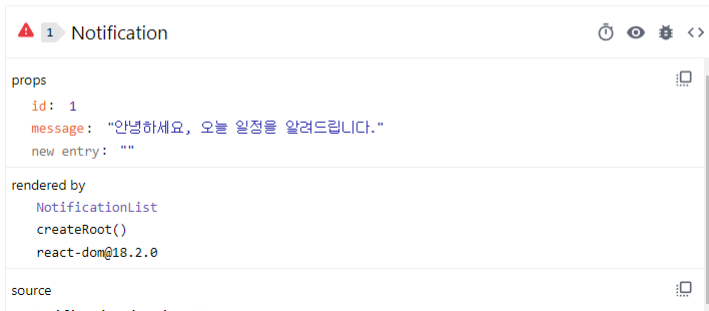 1 Notification
props
id: 1
message: "안녕하세요, 오늘 일정을 알려드립니다."
new entry: ""
rendered by
NotificationList
createRoot()
react-dom@18.2.0
source